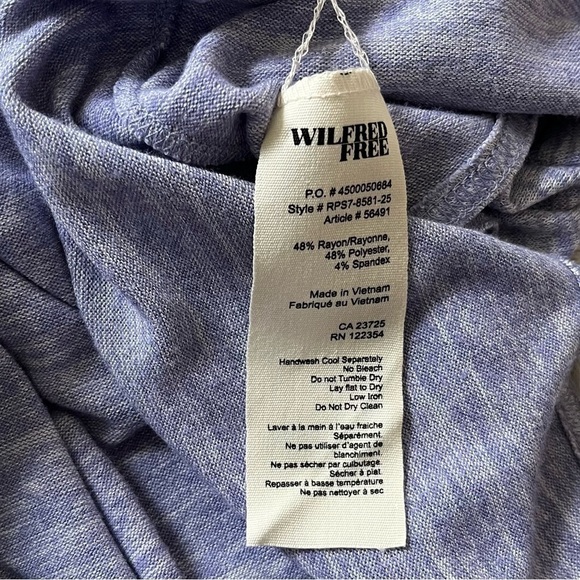 WILFRED
FREE
P.O. # 4500050684
Style # RPS7-8581-25
Article # 56491
48% Rayon/Rayonne,
48% Polyester,
4% Spandex
Made in Vietnam
Fabriqué au Vietnam
CA 23725
RN 122354
Handwash Cool Separately
No Bleach
Do not Tumble Dry
Lay flat to Dry
Low Iron
Do Not Dry Clean
Laver à la main à l'eau fraiche
Séparément.
Ne pas utiliser d'agent de
blanchiment.
Ne pas sécher par culbutage.
Sécher à plat.
Repasser à basse température
Ne pas nettoyer à sec